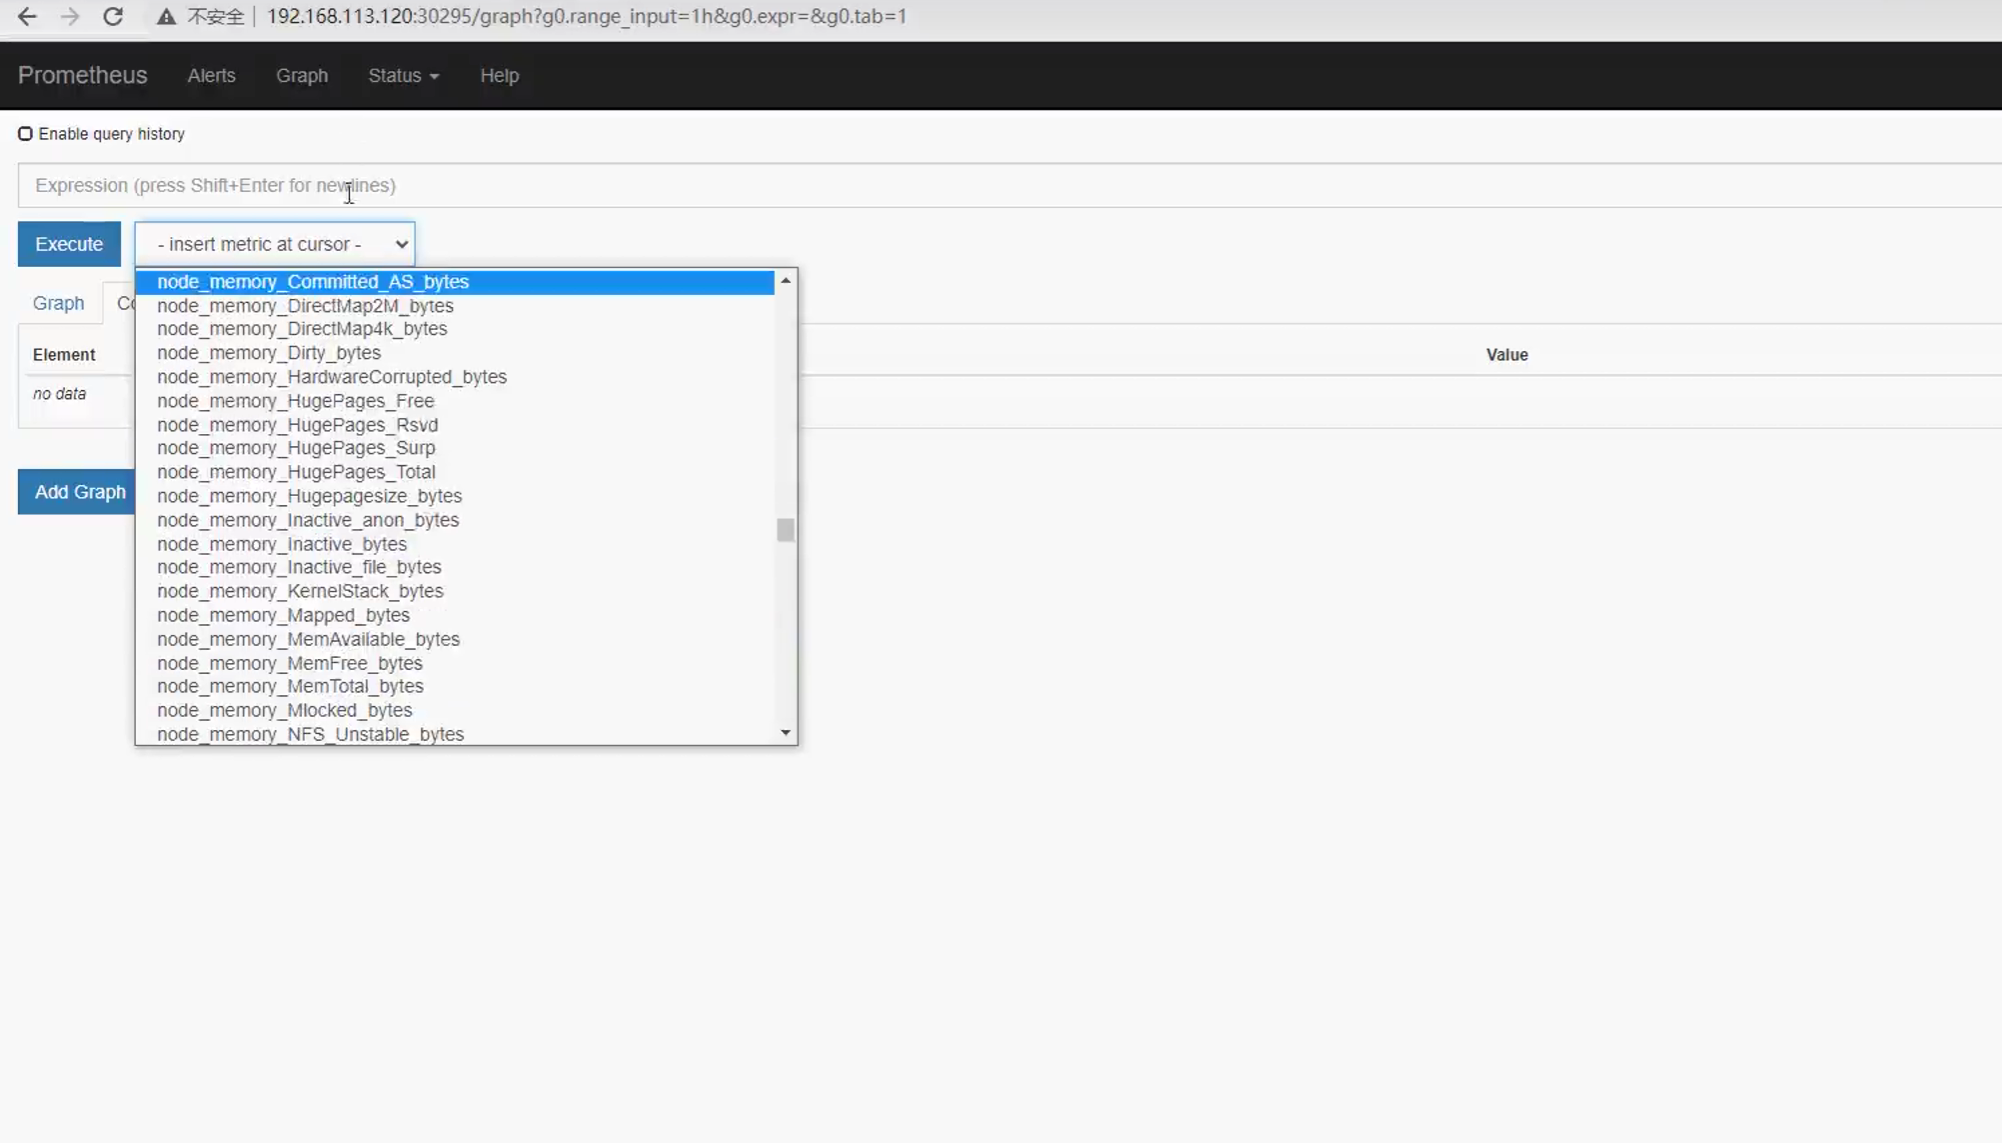 不安全 192.168.113.120:30295/graph?g0.range_input=1h&g0.expr=&g0.tab=1
Prometheus Alerts Graph Status Help
Enable query history
Expression (press Shift+Enter for newlines)
Execute - insert metric at cursor -
node_memory_Committed_AS_bytes
node_memory_DirectMap2M_bytes
Graph Co
node_memory_DirectMap4k_bytes
Element node_memory_Dirty_bytes Value
node_memory_HardwareCorrupted_bytes
no data node_memory_HugePages_Free
node_memory_HugePages_Rsvd
node_memory_HugePages_Surp
node_memory_HugePages_Total
Add Graph node_memory_Hugepagesize_bytes
node_memory_Inactive_anon_bytes
node_memory_Inactive_bytes
node_memory_Inactive_file_bytes
node_memory_KernelStack_bytes
node_memory_Mapped_bytes
node_memory_MemAvailable_bytes
node_memory_MemFree_bytes
node_memory_MemTotal_bytes
node_memory_Mlocked_bytes
node_memory_NFS_Unstable_bytes